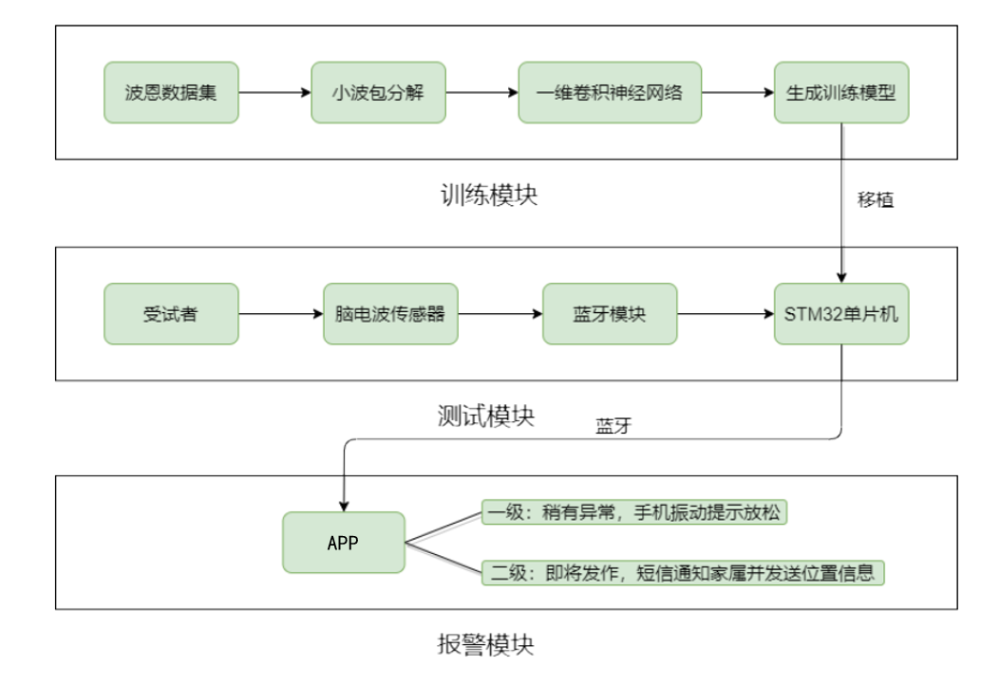 波恩数据集
小波包分解
一维卷积神经网络
生成训练模型
训练模块
移植
受试者
脑电波传感器
蓝牙模块
STM32单片机
测试模块
蓝牙
APP
一级：稍有异常，手机振动提示放松
二级：即将发作，短信通知家属并发送位置信息
报警模块